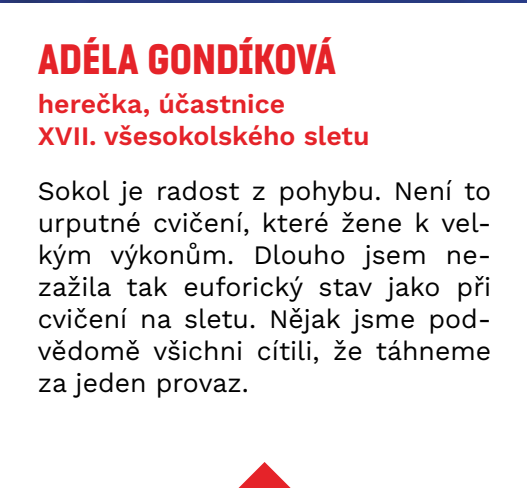 ADÉLA GONDÍKOVÁ
herečka, účastnice
XVII. všesokolského sletu
Sokol je radost z pohybu. Není to
urputné cvičení, které žene k vel-
kým výkonům. Dlouho jsem ne-
zažila tak euforický stav jako při
cvičení na sletu. Nějak jsme pod-
vědomě všichni cítili, že táhneme
za jeden provaz.